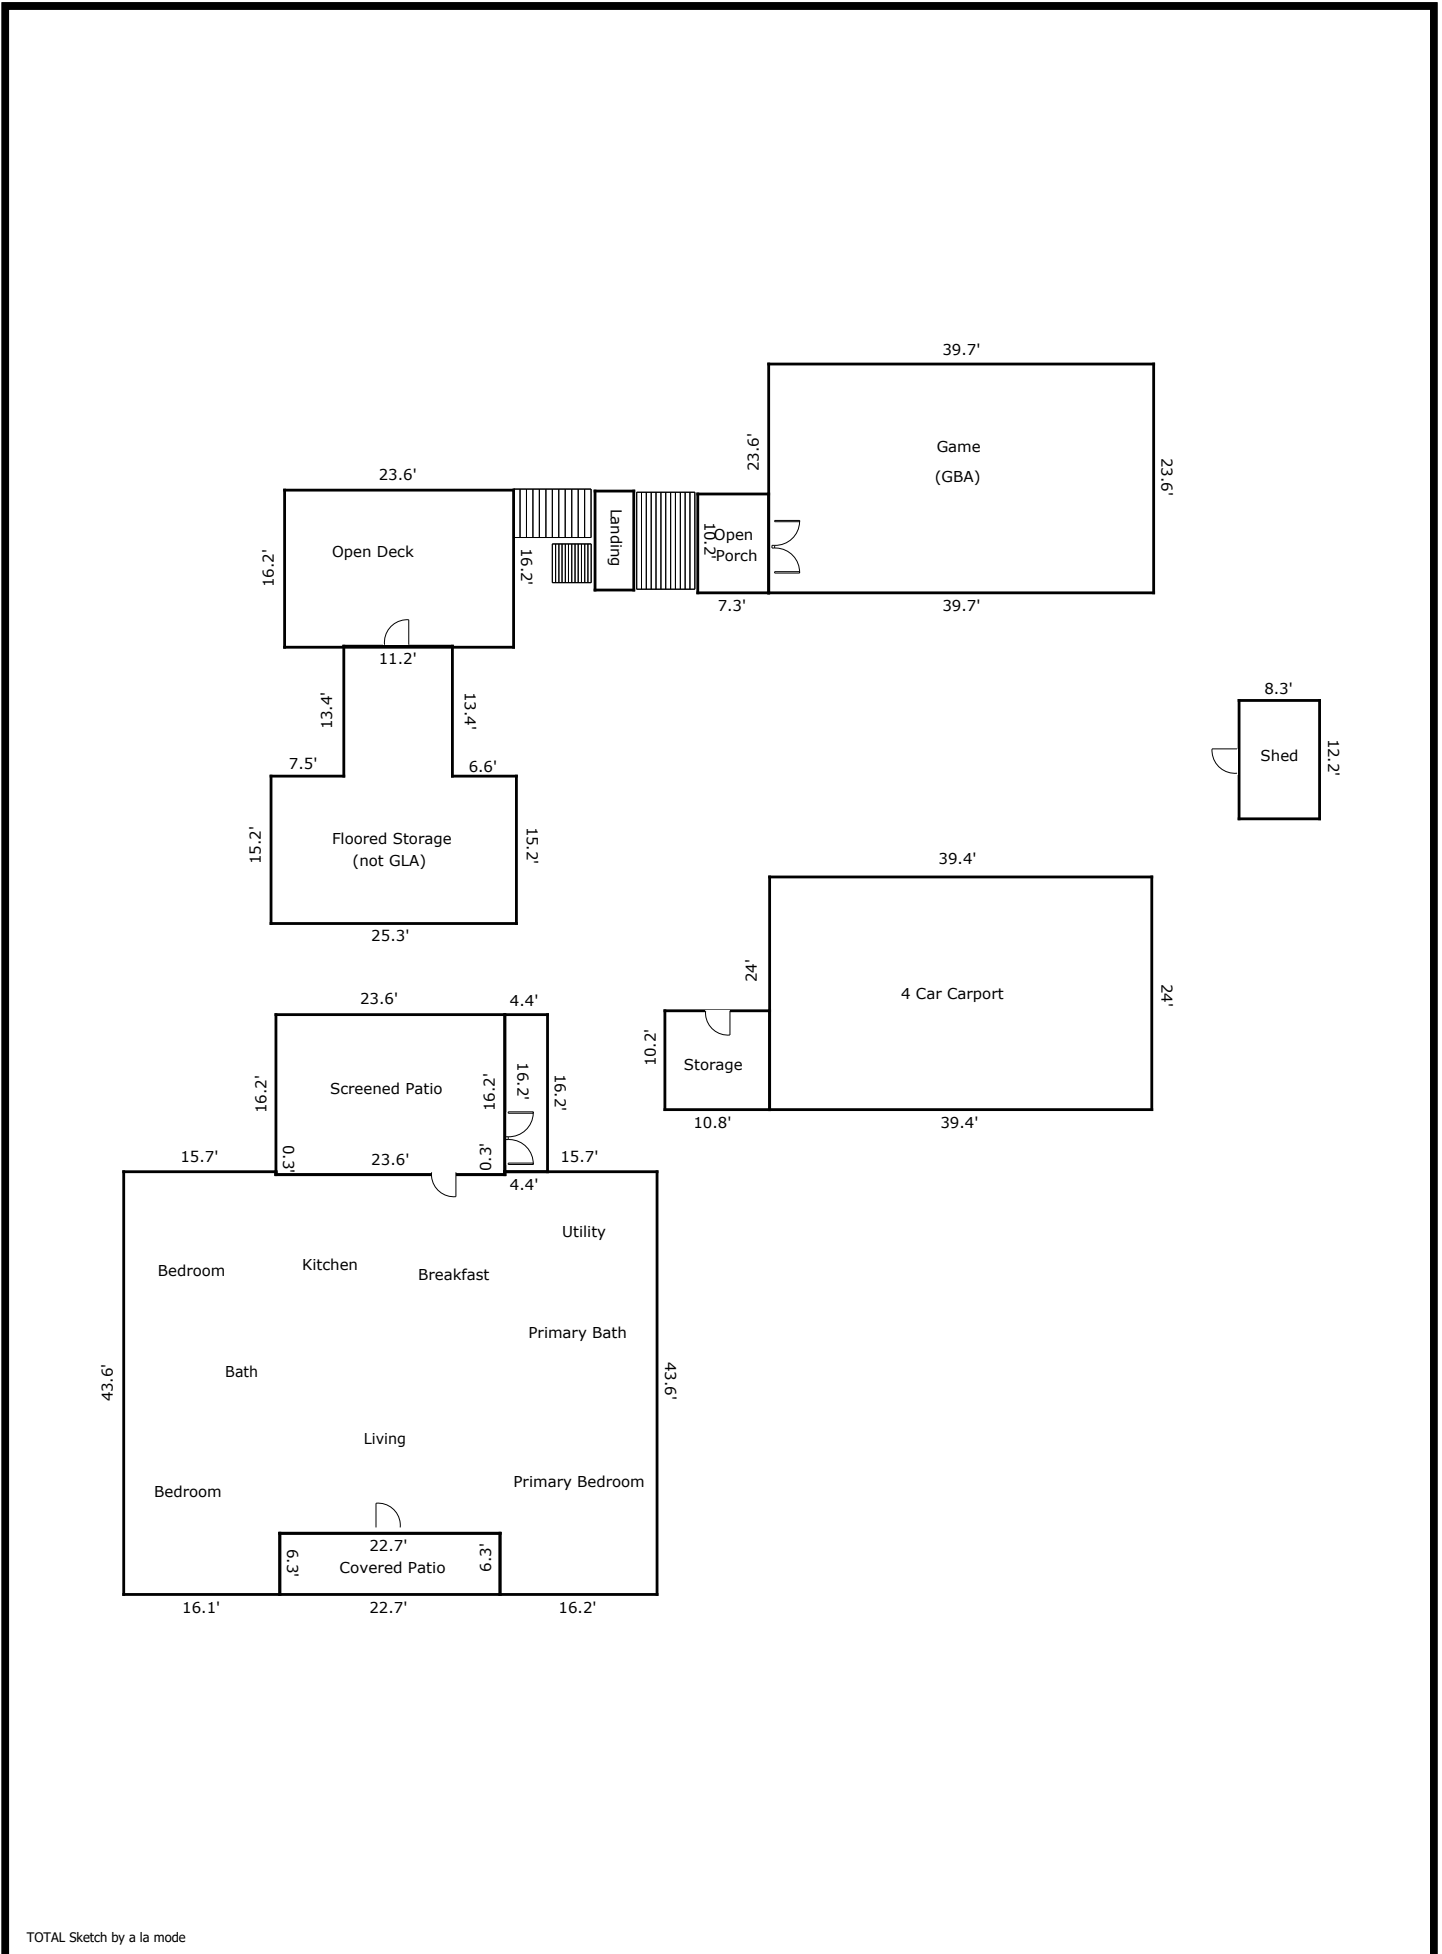 39.7'
23.6'
Game
(GBA)
23.6'
23.6'
Open Deck
16.2'
16.2'
Landing
10.2'
Open
Porch
7.3'
39.7'
11.2'
13.4'
13.4'
7.5'
6.6'
8.3'
Shed
12.2'
Floored Storage
(not GLA)
15.2'
15.2'
25.3'
39.4'
24'
4 Car Carport
24'
10.2'
Storage
10.8'
39.4'
23.6'
4.4'
16.2'
Screened Patio
16.2'
16.2'
16.2'
15.7'
0.3'
23.6'
0.3'
15.7'
4.4'
Utility
Bedroom
Kitchen
Breakfast
Primary Bath
Bath
43.6'
43.6'
Living
Primary Bedroom
Bedroom
6.3'
22.7'
6.3'
Covered Patio
16.1'
22.7'
16.2'
TOTAL Sketch by a la mode